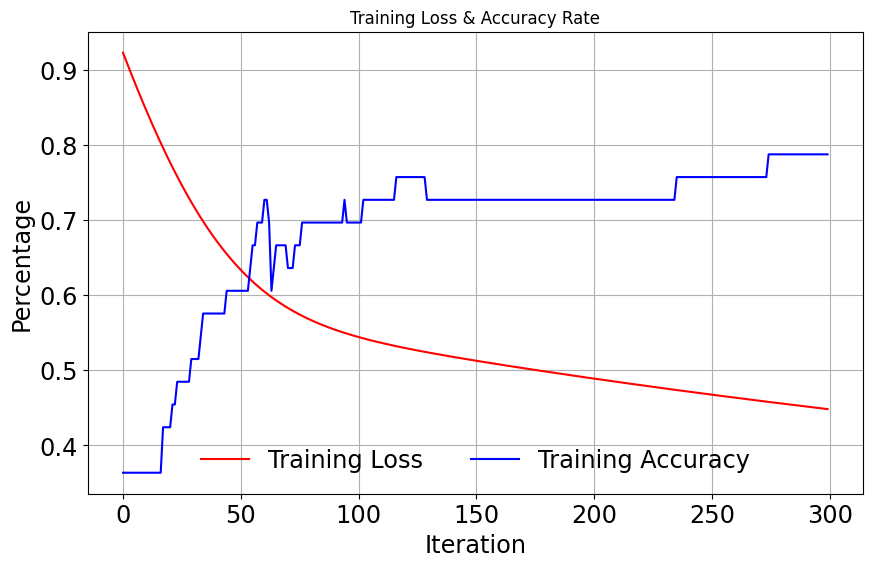 Training Loss & Accuracy Rate
Percentage
0.9
0.8
0.7
0.6
0.5
0.4
Training Loss Training Accuracy
0 50 100 150 200 250 300
Iteration